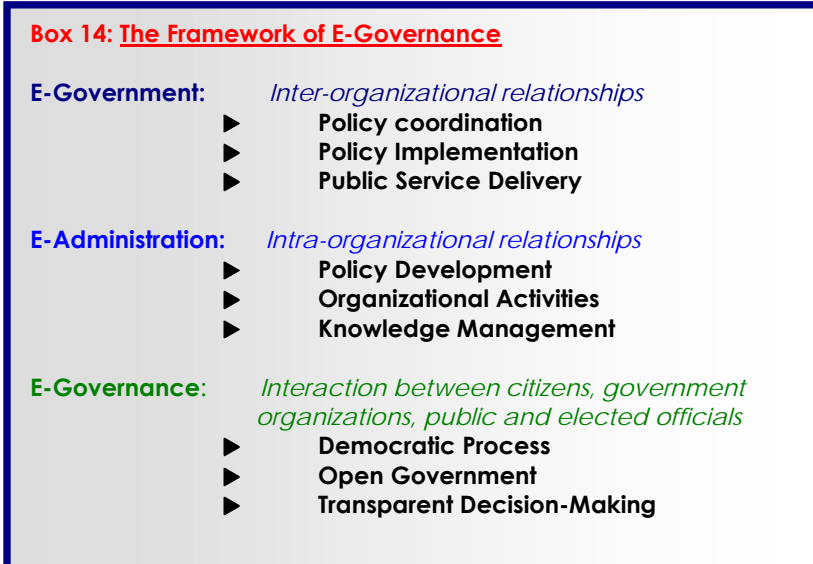 Box 14: The Framework of E-Governance
E-Government: Inter-organizational relationships
► Policy coordination
► Policy Implementation
► Public Service Delivery
E-Administration: Intra-organizational relationships
► Policy Development
► Organizational Activities
► Knowledge Management
E-Governance: Interaction between citizens, government
organizations, public and elected officials
► Democratic Process
► Open Government
► Transparent Decision-Making